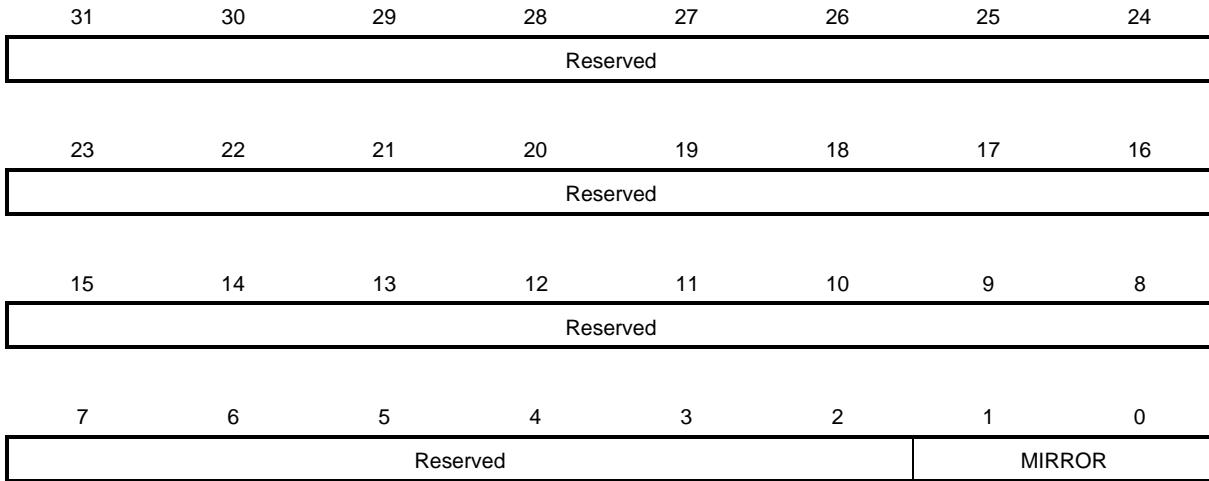 31 30 29 28 27 26 25 24
Reserved
23 22 21 20 19 18 17 16
Reserved
15 14 13 12 11 10 9 8
Reserved
7 6 5 4 3 2 1 0
Reserved MIRROR